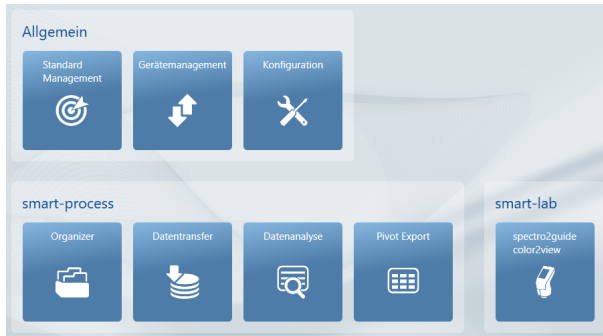 Allgemein
Standard
Management
Gerätemanagement
Konfiguration
smart-process
smart-lab
Organizer
Datentransfer
Datenanalyse
Pivot Export
spectro2guide
color2view